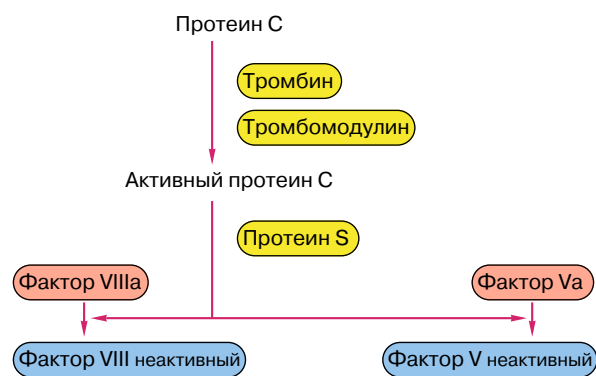 Протеин С
Тромбин
Тромбомодулин
Активный протеин С
Протеин S
Фактор VIIIa
Фактор Va
Фактор VIII неактивный
Фактор V неактивный